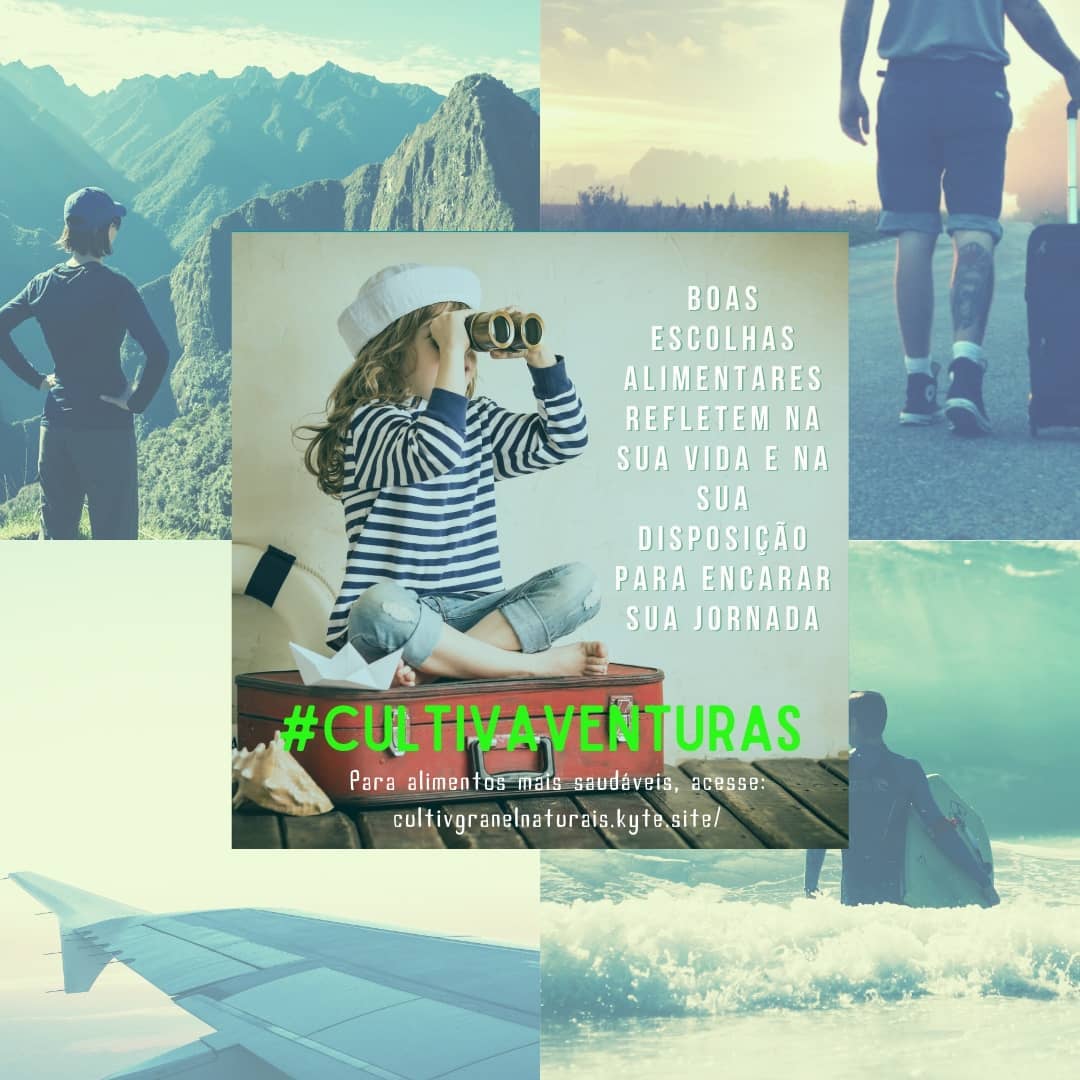 BOAS
ESCOLHAS
ALIMENTARES
REFLETEM NA
SUA VIDA E NA
SUA
DISPOSIÇÃO
PARA ENCARAR
SUA JORNADA
#CULTIVAVENTURAS
Para alimentos mais saudáveis, acesse:
cultivgranelnaturais.kyte.site/